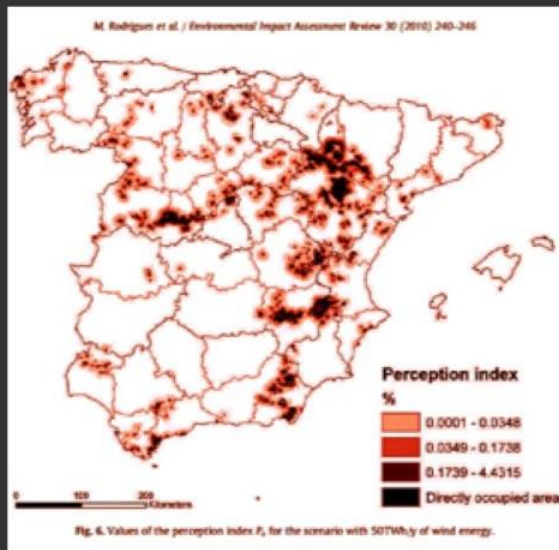 M. Rodrigues et al. / Environmental Impact Assessment Review 30 (2010) 240–246
Perception index
%
0.0001 - 0.0348
0.0349 - 0.1738
0.1739 - 4.4315
Directly occupied area
0 100 200
Kilometers
Fig. 6. Values of the perception index Pₚ for the scenario with 50TWh/y of wind energy.